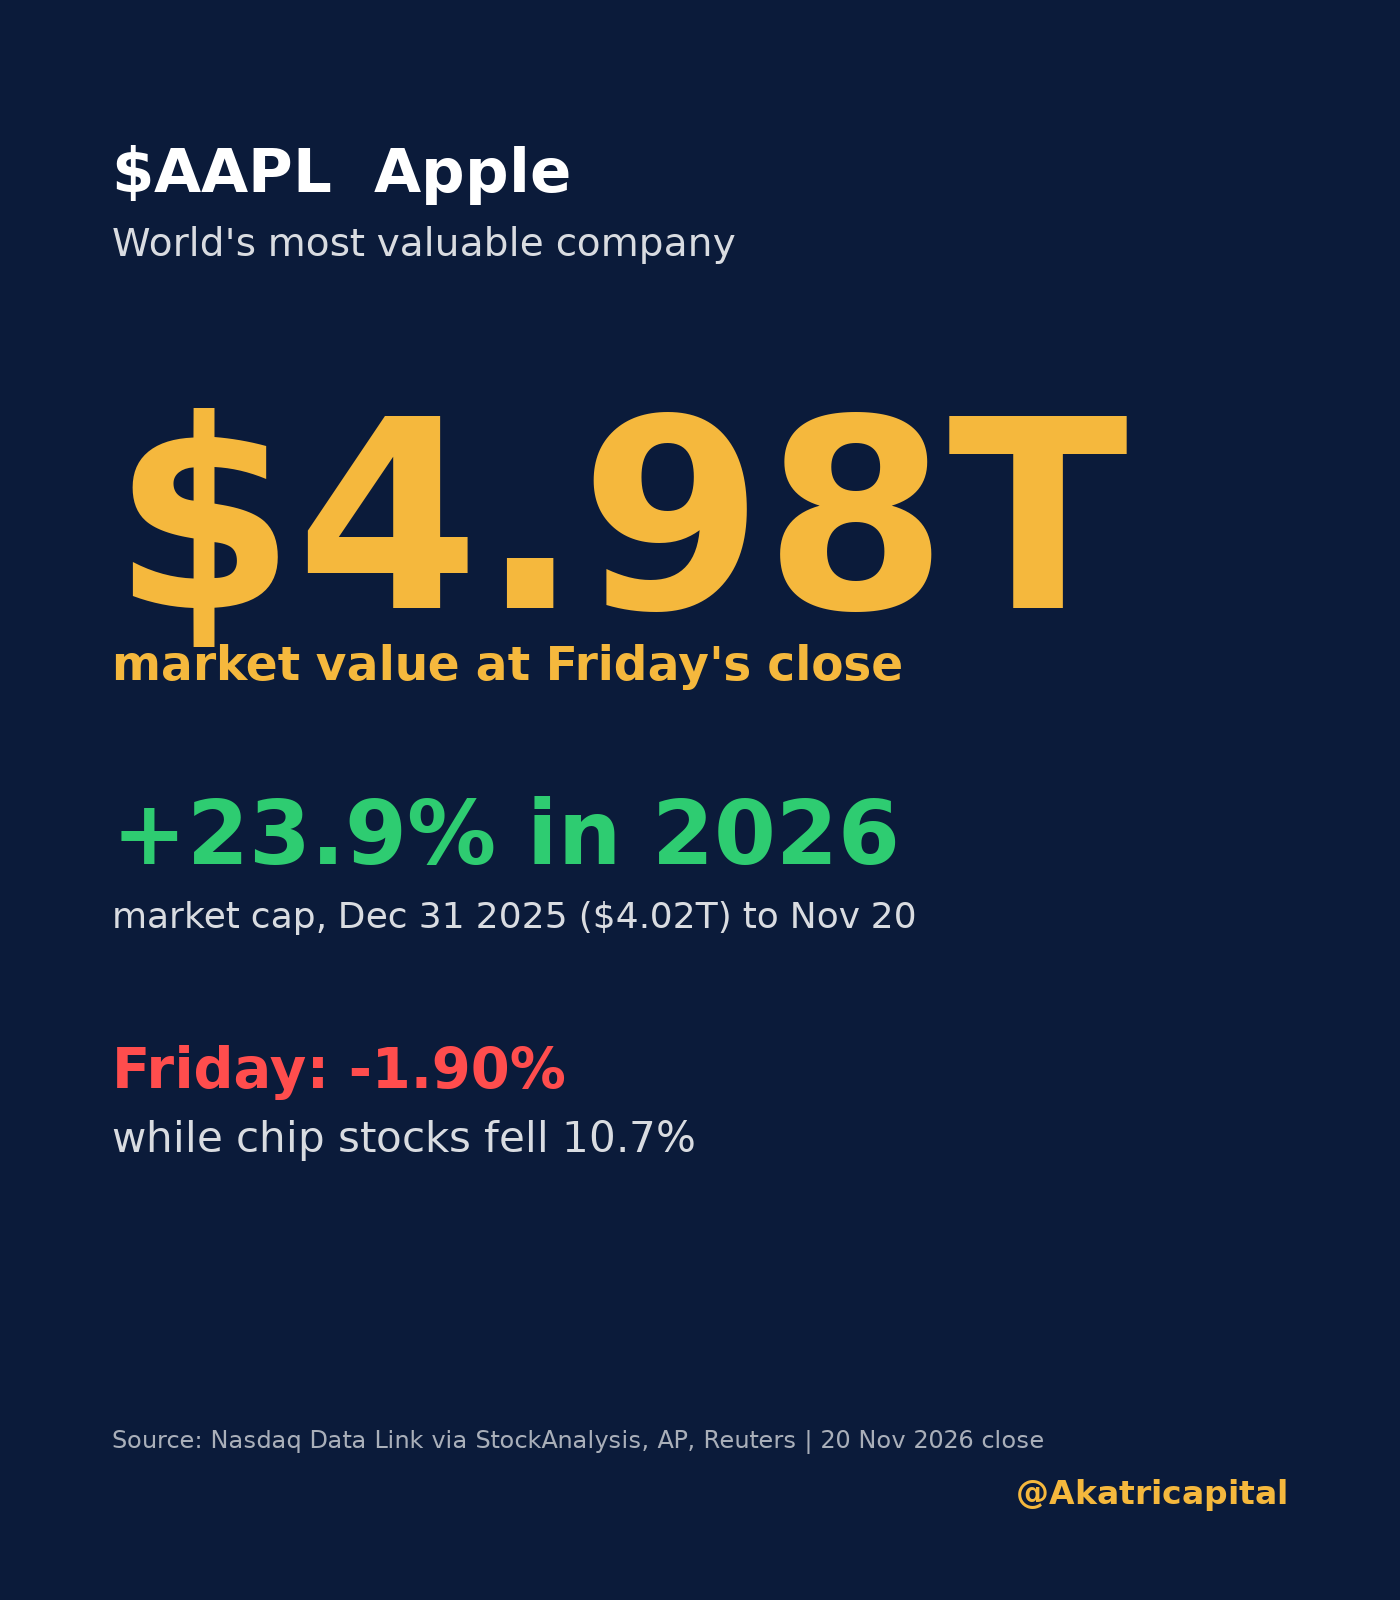 $AAPL  Apple
World's most valuable company
$4.98T
market value at Friday's close
+23.9% in 2026
market cap, Dec 31 2025 ($4.02T) to Nov 20
Friday: -1.90%
while chip stocks fell 10.7%
Source: Nasdaq Data Link via StockAnalysis, AP, Reuters | 20 Nov 2026 close
@Akatricapital